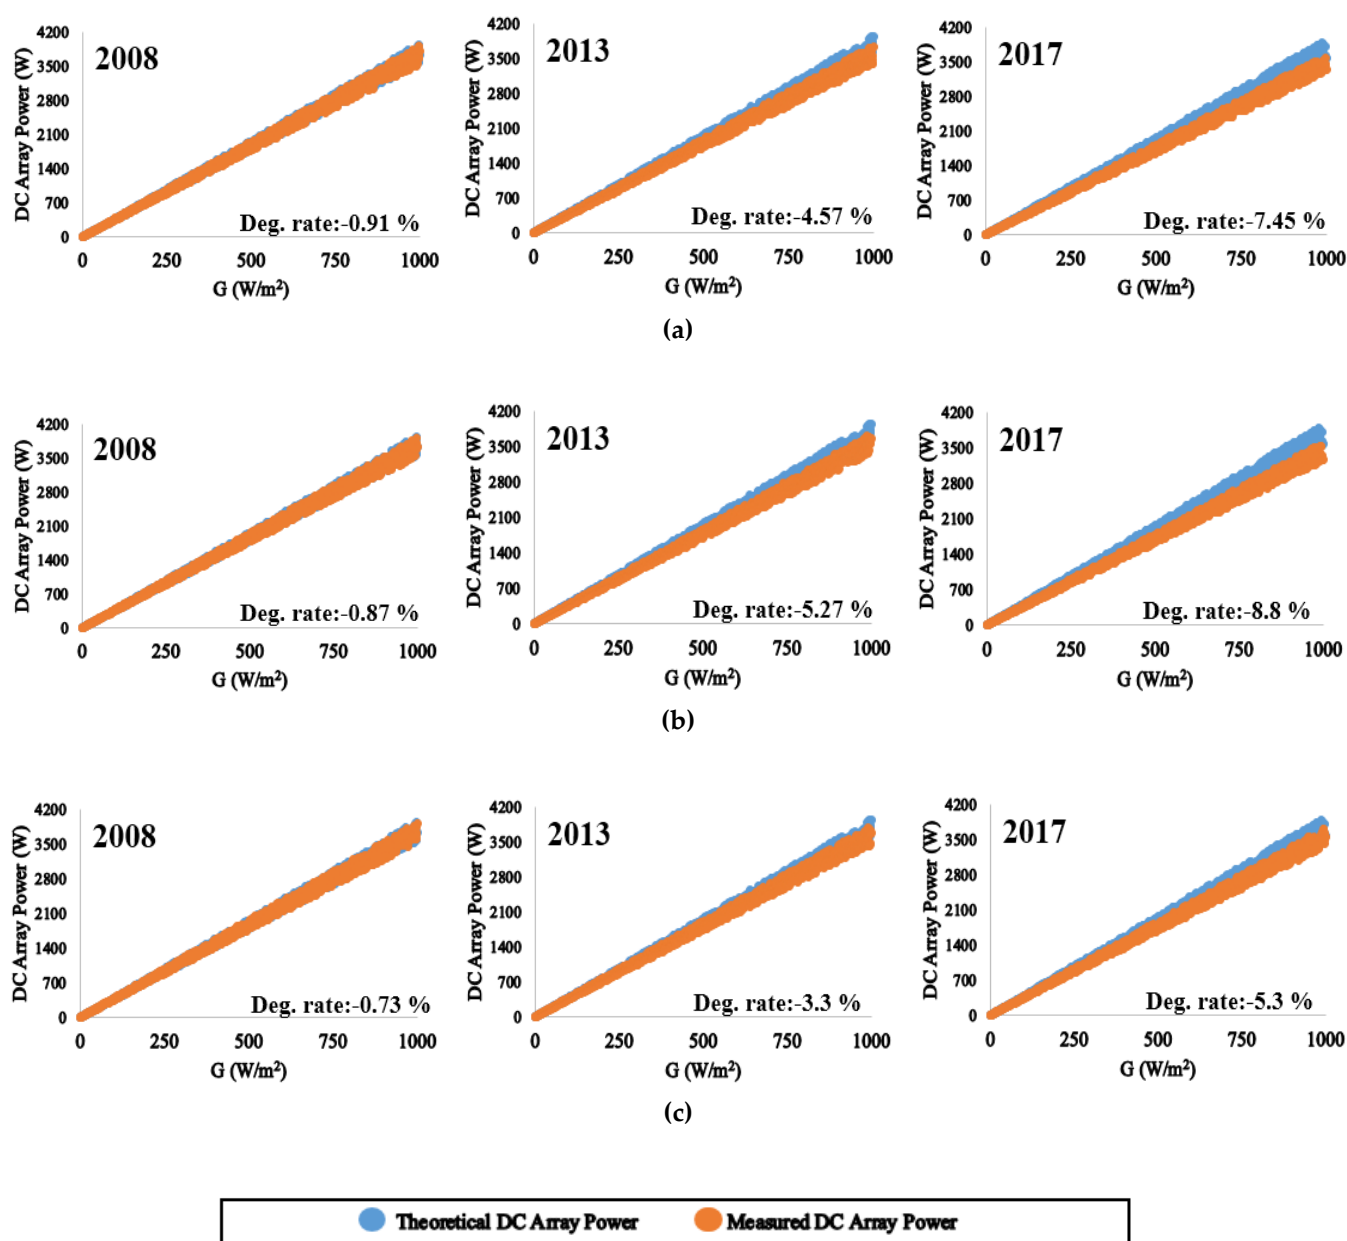 2008
DC Array Power (W)
4200
3500
2800
2100
1400
700
0
0 250 500 750 1000
G (W/m²)
Deg. rate:-0.91 %
2013
DC Array Power (W)
4200
3500
2800
2100
1400
700
0
0 250 500 750 1000
G (W/m²)
Deg. rate:-4.57 %
2017
DC Array Power (W)
4200
3500
2800
2100
1400
700
0
0 250 500 750 1000
G (W/m²)
Deg. rate:-7.45 %
(a)
2008
DC Array Power (W)
4200
3500
2800
2100
1400
700
0
0 250 500 750 1000
G (W/m²)
Deg. rate:-0.87 %
2013
DC Array Power (W)
4200
3500
2800
2100
1400
700
0
0 250 500 750 1000
G (W/m²)
Deg. rate:-5.27 %
2017
DC Array Power (W)
4200
3500
2800
2100
1400
700
0
0 250 500 750 1000
G (W/m²)
Deg. rate:-8.8 %
(b)
2008
DC Array Power (W)
4200
3500
2800
2100
1400
700
0
0 250 500 750 1000
G (W/m²)
Deg. rate:-0.73 %
2013
DC Array Power (W)
4200
3500
2800
2100
1400
700
0
0 250 500 750 1000
G (W/m²)
Deg. rate:-3.3 %
2017
DC Array Power (W)
4200
3500
2800
2100
1400
700
0
0 250 500 750 1000
G (W/m²)
Deg. rate:-5.3 %
(c)
Theoretical DC Array Power Measured DC Array Power